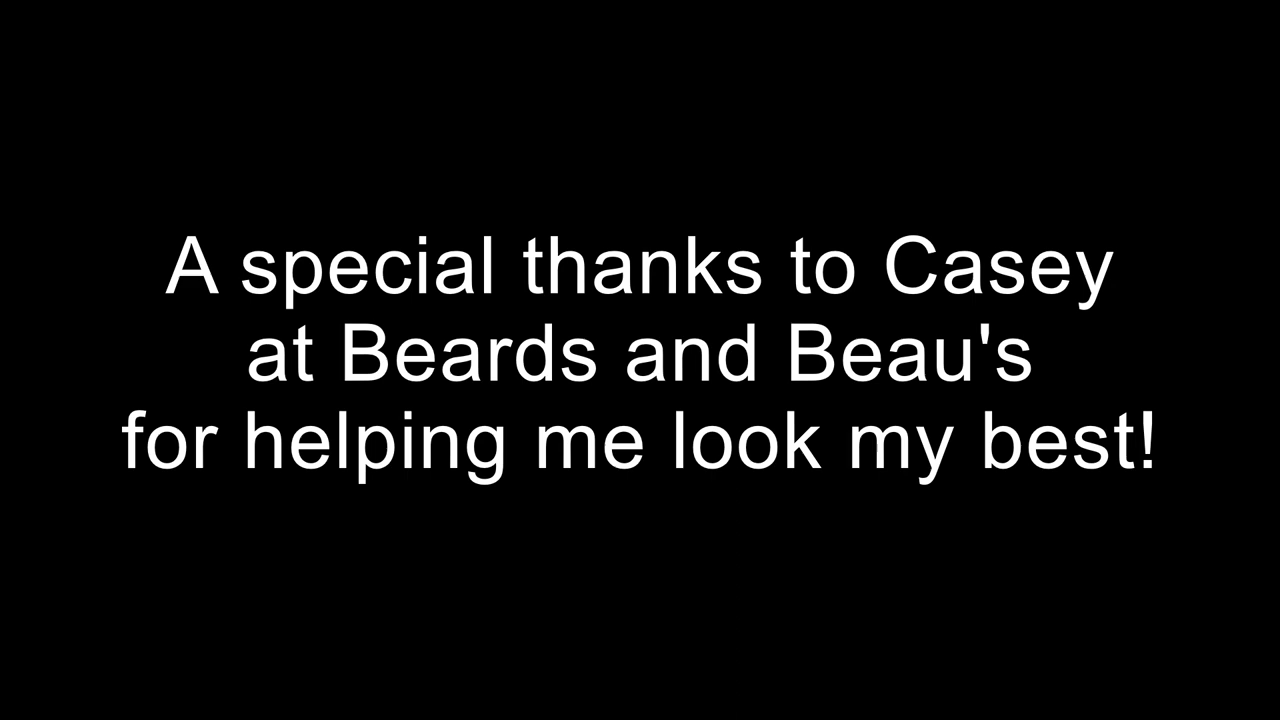 A special thanks to Casey
at Beards and Beau's
for helping me look my best!